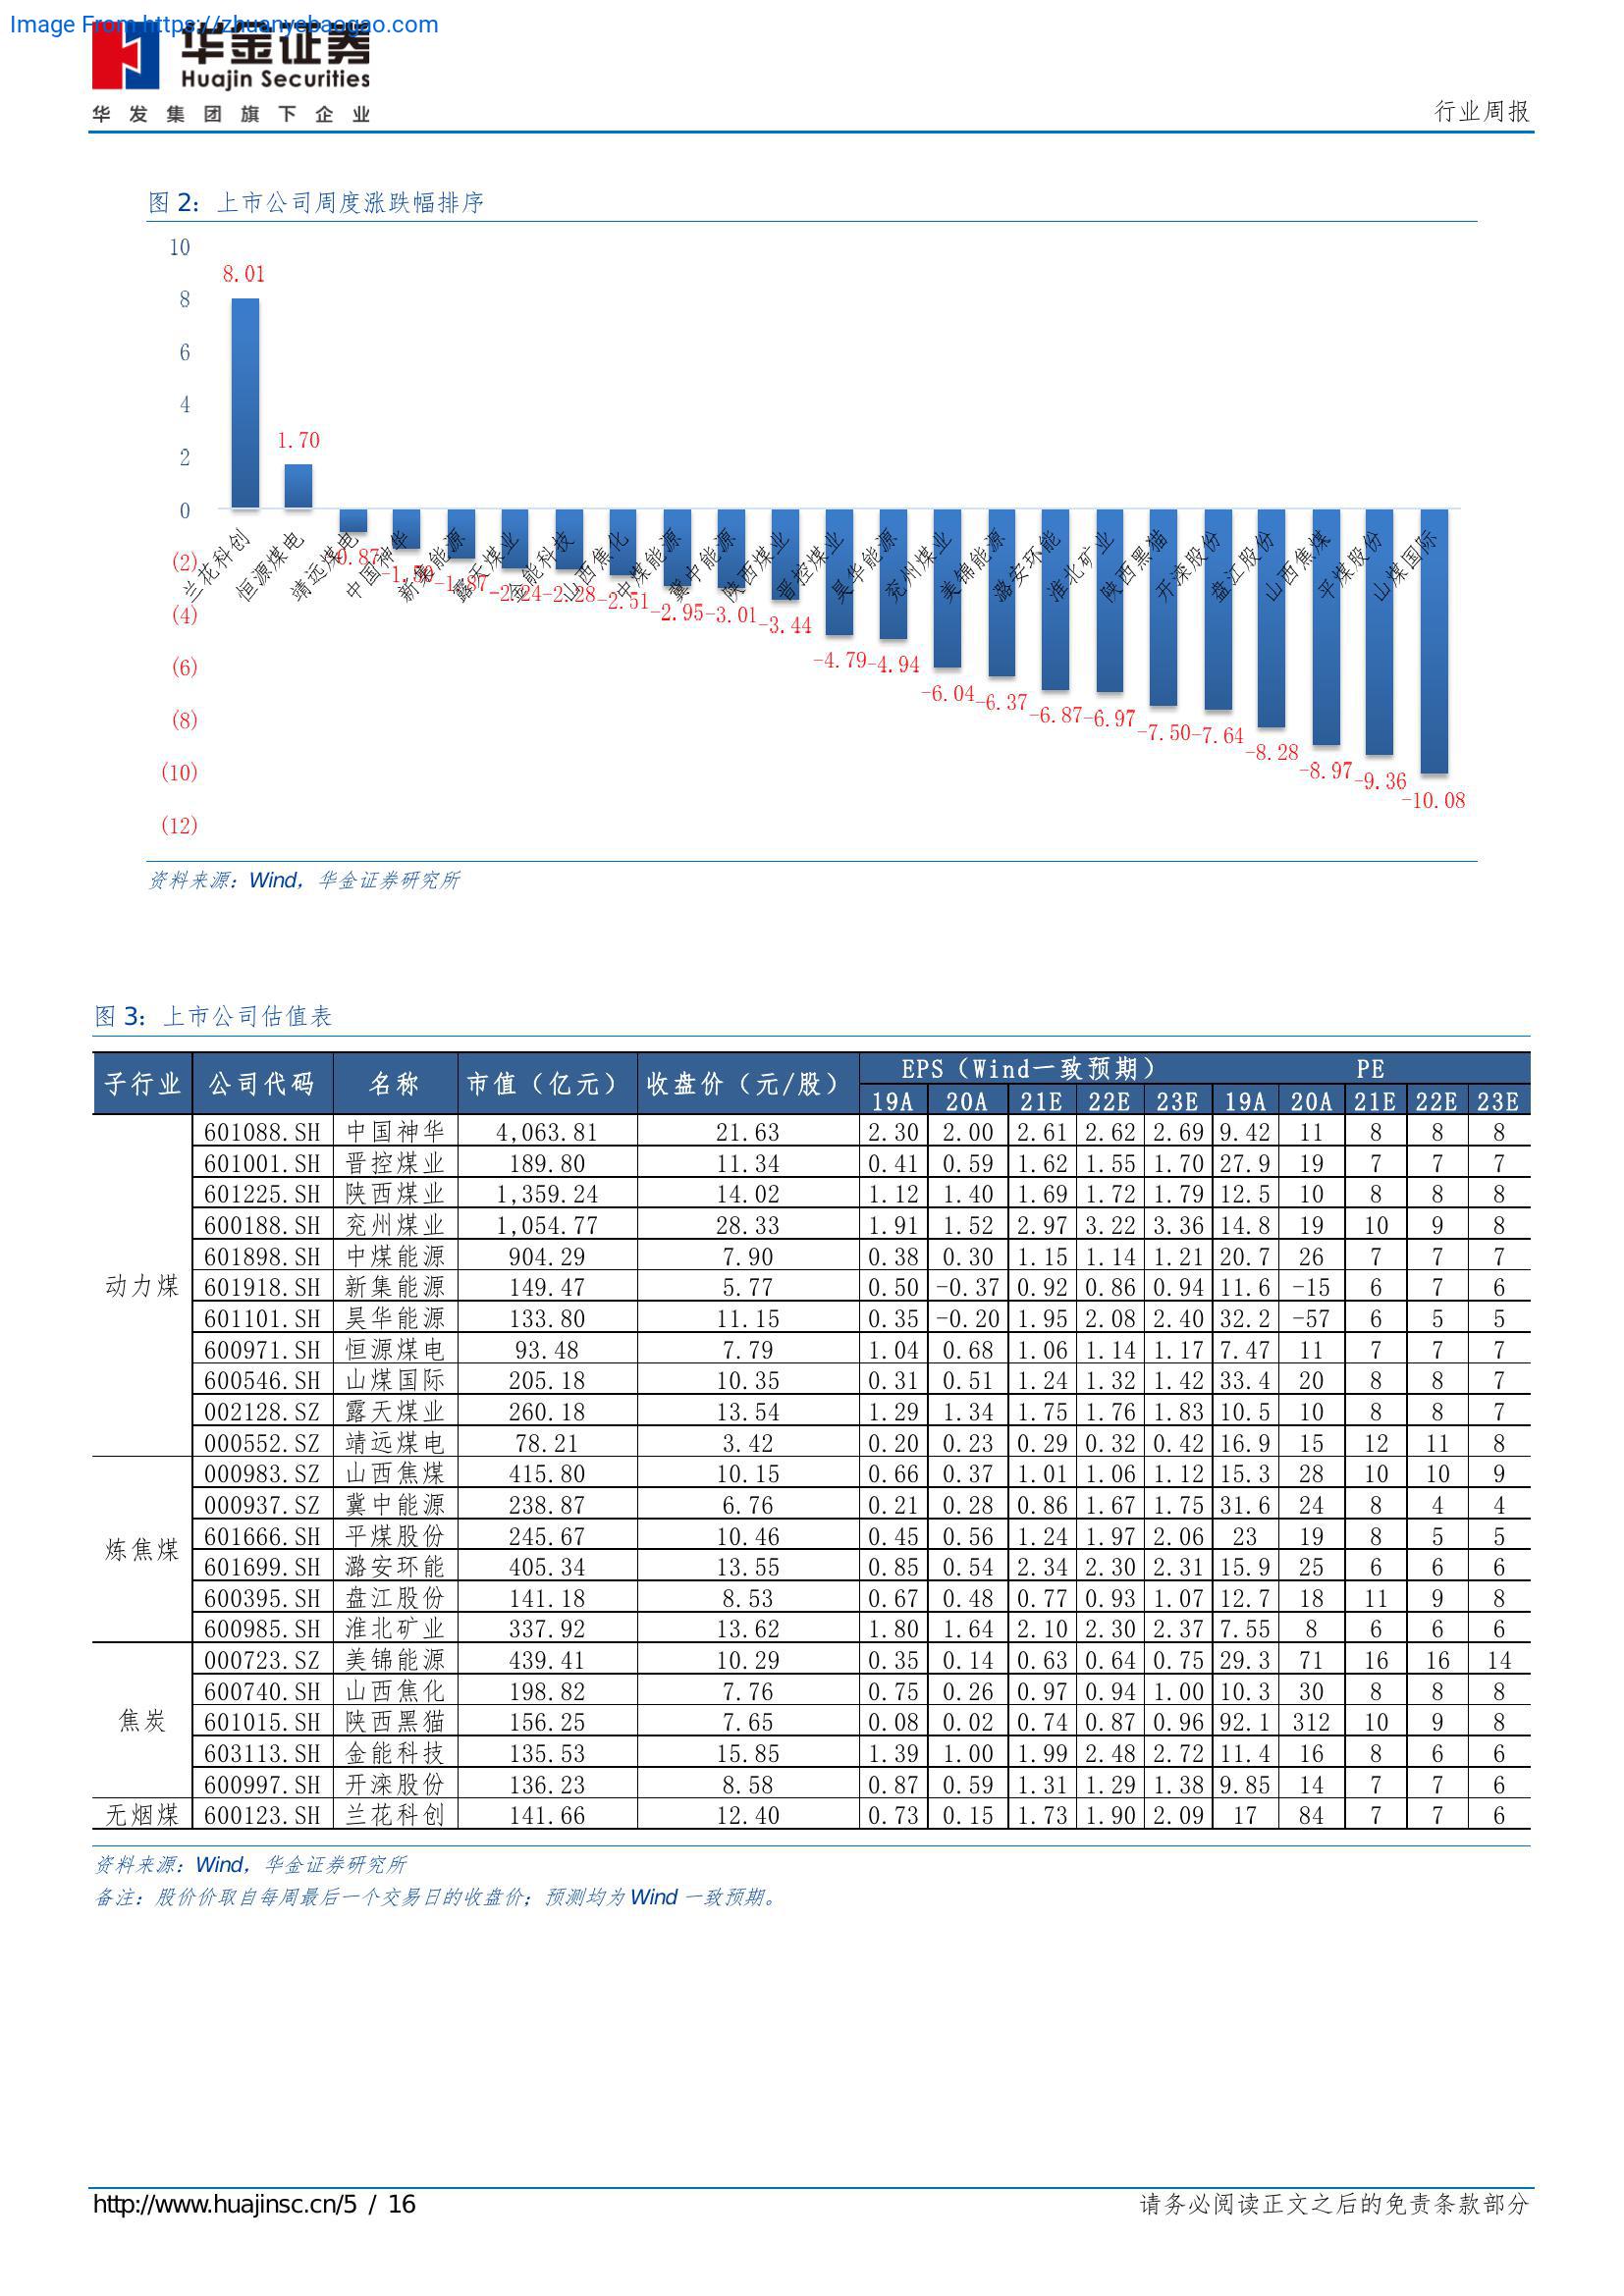 Image From https://zhuanyebaogao.com
华金证券
Huajin Securities
华发集团旗下企业
行业周报
图 2：上市公司周度涨跌幅排序
10
8.01
8
6
4
1.70
2
0
兰花科创 恒源煤电 靖远煤电 中国神华 新集能源 露天煤业 金能科技 山西焦化 中煤能源 冀中能源 陕西煤业 晋控煤业 昊华能源 兖州煤业 美锦能源 潞安环能 淮北矿业 陕西黑猫 开滦股份 盘江股份 山西焦煤 平煤股份 山煤国际
(2)
-0.87 -1.87 -2.24 -2.28 -2.51 -2.95 -3.01 -3.44
(4)
-4.79 -4.94
(6)
-6.04 -6.37 -6.87 -6.97
(8)
-7.50 -7.64 -8.28 -8.97 -9.36
(10)
-10.08
(12)
资料来源：Wind，华金证券研究所
图 3：上市公司估值表
子行业 公司代码 名称 市值（亿元） 收盘价（元/股） EPS（Wind一致预期） PE
19A 20A 21E 22E 23E 19A 20A 21E 22E 23E
601088.SH 中国神华 4,063.81 21.63 2.30 2.00 2.61 2.62 2.69 9.42 11 8 8 8
601001.SH 晋控煤业 189.80 11.34 0.41 0.59 1.62 1.55 1.70 27.9 19 7 7 7
601225.SH 陕西煤业 1,359.24 14.02 1.12 1.40 1.69 1.72 1.79 12.5 10 8 8 8
600188.SH 兖州煤业 1,054.77 28.33 1.91 1.52 2.97 3.22 3.36 14.8 19 10 9 8
601898.SH 中煤能源 904.29 7.90 0.38 0.30 1.15 1.14 1.21 20.7 26 7 7 7
动力煤 601918.SH 新集能源 149.47 5.77 0.50 -0.37 0.92 0.86 0.94 11.6 -15 6 7 6
601101.SH 昊华能源 133.80 11.15 0.35 -0.20 1.95 2.08 2.40 32.2 -57 6 5 5
600971.SH 恒源煤电 93.48 7.79 1.04 0.68 1.06 1.14 1.17 7.47 11 7 7 7
600546.SH 山煤国际 205.18 10.35 0.31 0.51 1.24 1.32 1.42 33.4 20 8 8 7
002128.SZ 露天煤业 260.18 13.54 1.29 1.34 1.75 1.76 1.83 10.5 10 8 8 7
000552.SZ 靖远煤电 78.21 3.42 0.20 0.23 0.29 0.32 0.42 16.9 15 12 11 8
000983.SZ 山西焦煤 415.80 10.15 0.66 0.37 1.01 1.06 1.12 15.3 28 10 10 9
000937.SZ 冀中能源 238.87 6.76 0.21 0.28 0.86 1.67 1.75 31.6 24 8 4 4
炼焦煤 601666.SH 平煤股份 245.67 10.46 0.45 0.56 1.24 1.97 2.06 23 19 8 5 5
601699.SH 潞安环能 405.34 13.55 0.85 0.54 2.34 2.30 2.31 15.9 25 6 6 6
600395.SH 盘江股份 141.18 8.53 0.67 0.48 0.77 0.93 1.07 12.7 18 11 9 8
600985.SH 淮北矿业 337.92 13.62 1.80 1.64 2.10 2.30 2.37 7.55 8 6 6 6
000723.SZ 美锦能源 439.41 10.29 0.35 0.14 0.63 0.64 0.75 29.3 71 16 16 14
600740.SH 山西焦化 198.82 7.76 0.75 0.26 0.97 0.94 1.00 10.3 30 8 8 8
焦炭 601015.SH 陕西黑猫 156.25 7.65 0.08 0.02 0.74 0.87 0.96 92.1 312 10 9 8
603113.SH 金能科技 135.53 15.85 1.39 1.00 1.99 2.48 2.72 11.4 16 8 6 6
600997.SH 开滦股份 136.23 8.58 0.87 0.59 1.31 1.29 1.38 9.85 14 7 7 6
无烟煤 600123.SH 兰花科创 141.66 12.40 0.73 0.15 1.73 1.90 2.09 17 84 7 7 6
资料来源：Wind，华金证券研究所
备注：股价价取自每周最后一个交易日的收盘价；预测均为 Wind 一致预期。
http://www.huajinsc.cn/5 / 16
请务必阅读正文之后的免责条款部分